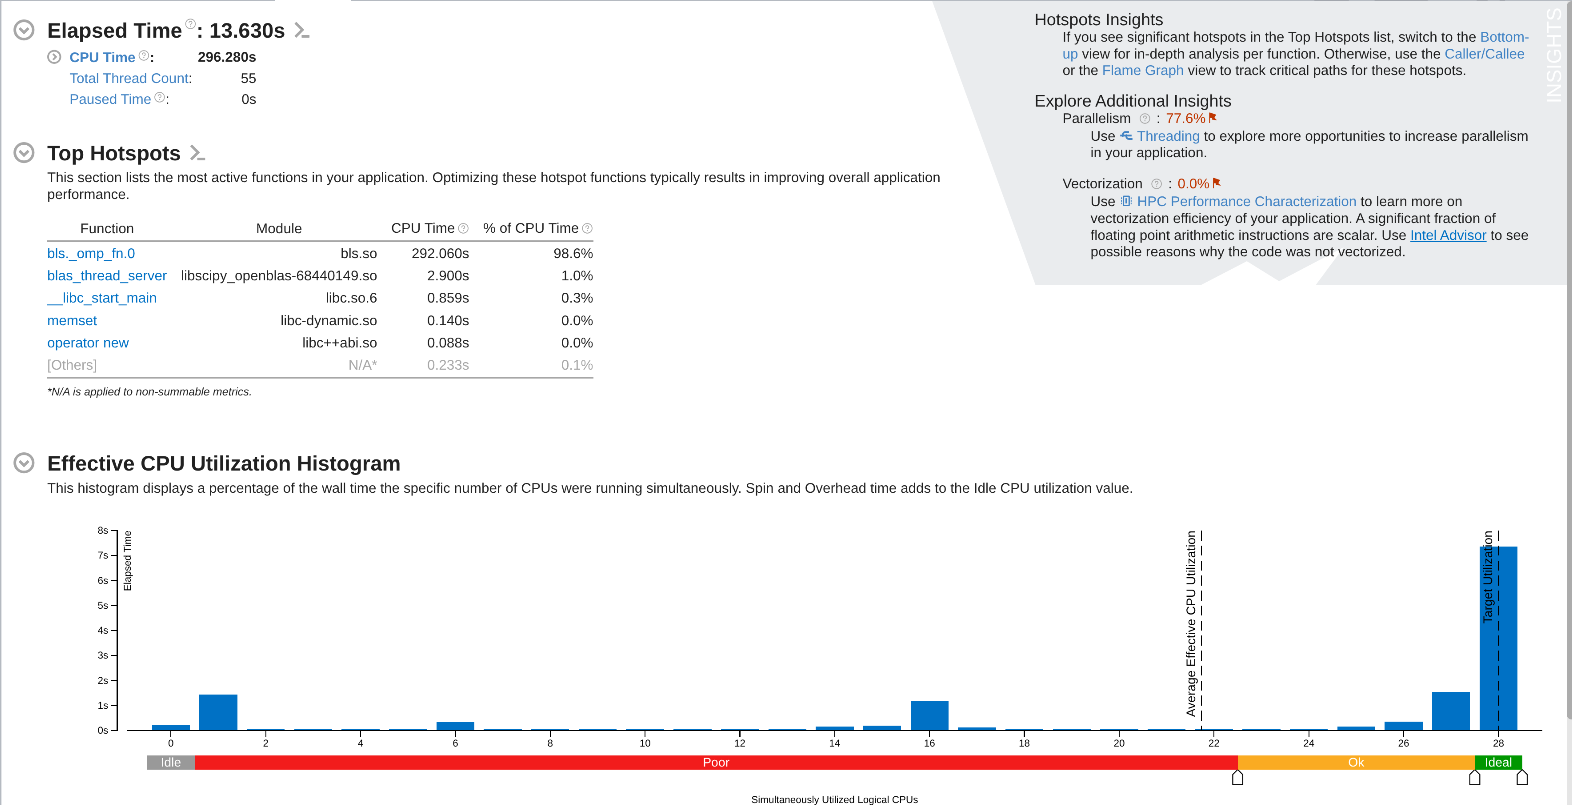 Elapsed Time ?: 13.630s
CPU Time ?: 296.280s
Total Thread Count: 55
Paused Time ?: 0s
Top Hotspots
This section lists the most active functions in your application. Optimizing these hotspot functions typically results in improving overall application
performance.
Function Module CPU Time ? % of CPU Time ?
bls._omp_fn.0 bls.so 292.060s 98.6%
blas_thread_server libscipy_openblas-68440149.so 2.900s 1.0%
__libc_start_main libc.so.6 0.859s 0.3%
memset libc-dynamic.so 0.140s 0.0%
operator new libc++abi.so 0.088s 0.0%
[Others] N/A* 0.233s 0.1%
*N/A is applied to non-summable metrics.
Hotspots Insights
If you see significant hotspots in the Top Hotspots list, switch to the Bottom-
up view for in-depth analysis per function. Otherwise, use the Caller/Callee
or the Flame Graph view to track critical paths for these hotspots.
Explore Additional Insights
Parallelism ? : 77.6%
Use Threading to explore more opportunities to increase parallelism
in your application.
Vectorization ? : 0.0%
Use HPC Performance Characterization to learn more on
vectorization efficiency of your application. A significant fraction of
floating point arithmetic instructions are scalar. Use Intel Advisor to see
possible reasons why the code was not vectorized.
INSIGHTS
Effective CPU Utilization Histogram
This histogram displays a percentage of the wall time the specific number of CPUs were running simultaneously. Spin and Overhead time adds to the Idle CPU utilization value.
8s
7s
6s
5s
4s
3s
2s
1s
0s
Elapsed Time
Average Effective CPU Utilization
Target Utilization
0 2 4 6 8 10 12 14 16 18 20 22 24 26 28
Idle Poor Ok Ideal
Simultaneously Utilized Logical CPUs